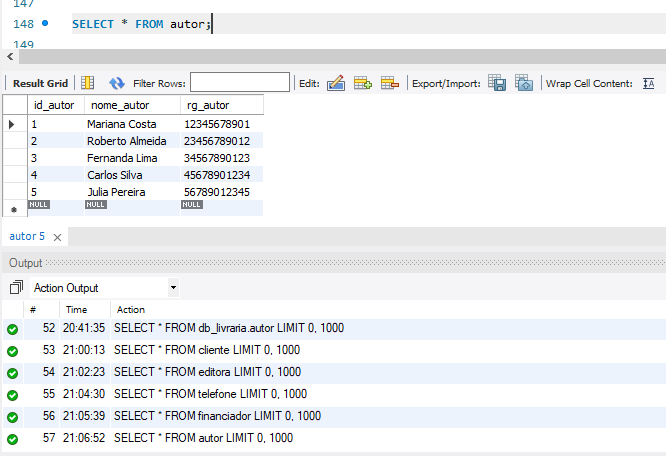 147
148 SELECT * FROM autor;
149
Result Grid Filter Rows: Edit: Export/Import: Wrap Cell Content:
id_autor nome_autor rg_autor
1 Mariana Costa 12345678901
2 Roberto Almeida 23456789012
3 Fernanda Lima 34567890123
4 Carlos Silva 45678901234
5 Julia Pereira 56789012345
NULL NULL NULL
autor 5
Output
Action Output
# Time Action
52 20:41:35 SELECT * FROM db_livraria.autor LIMIT 0, 1000
53 21:00:13 SELECT * FROM cliente LIMIT 0, 1000
54 21:02:23 SELECT * FROM editora LIMIT 0, 1000
55 21:04:30 SELECT * FROM telefone LIMIT 0, 1000
56 21:05:39 SELECT * FROM financiador LIMIT 0, 1000
57 21:06:52 SELECT * FROM autor LIMIT 0, 1000